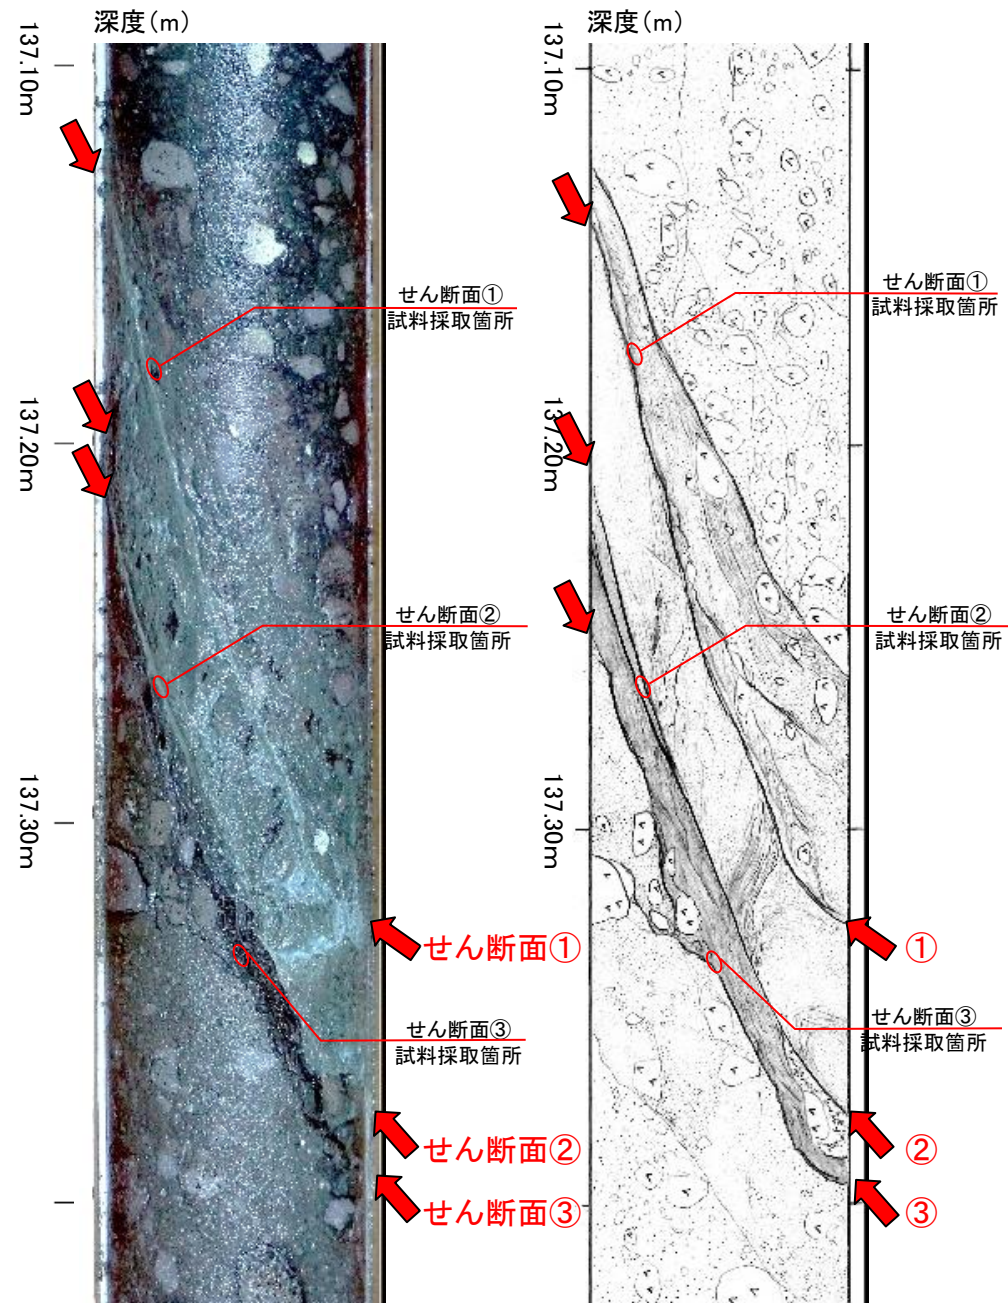 深度(m)
137.10m
137.20m
137.30m
せん断面①
試料採取箇所
せん断面②
試料採取箇所
せん断面①
せん断面③
試料採取箇所
せん断面②
せん断面③
深度(m)
137.10m
137.20m
137.30m
せん断面①
試料採取箇所
せん断面②
試料採取箇所
①
せん断面③
試料採取箇所
②
③